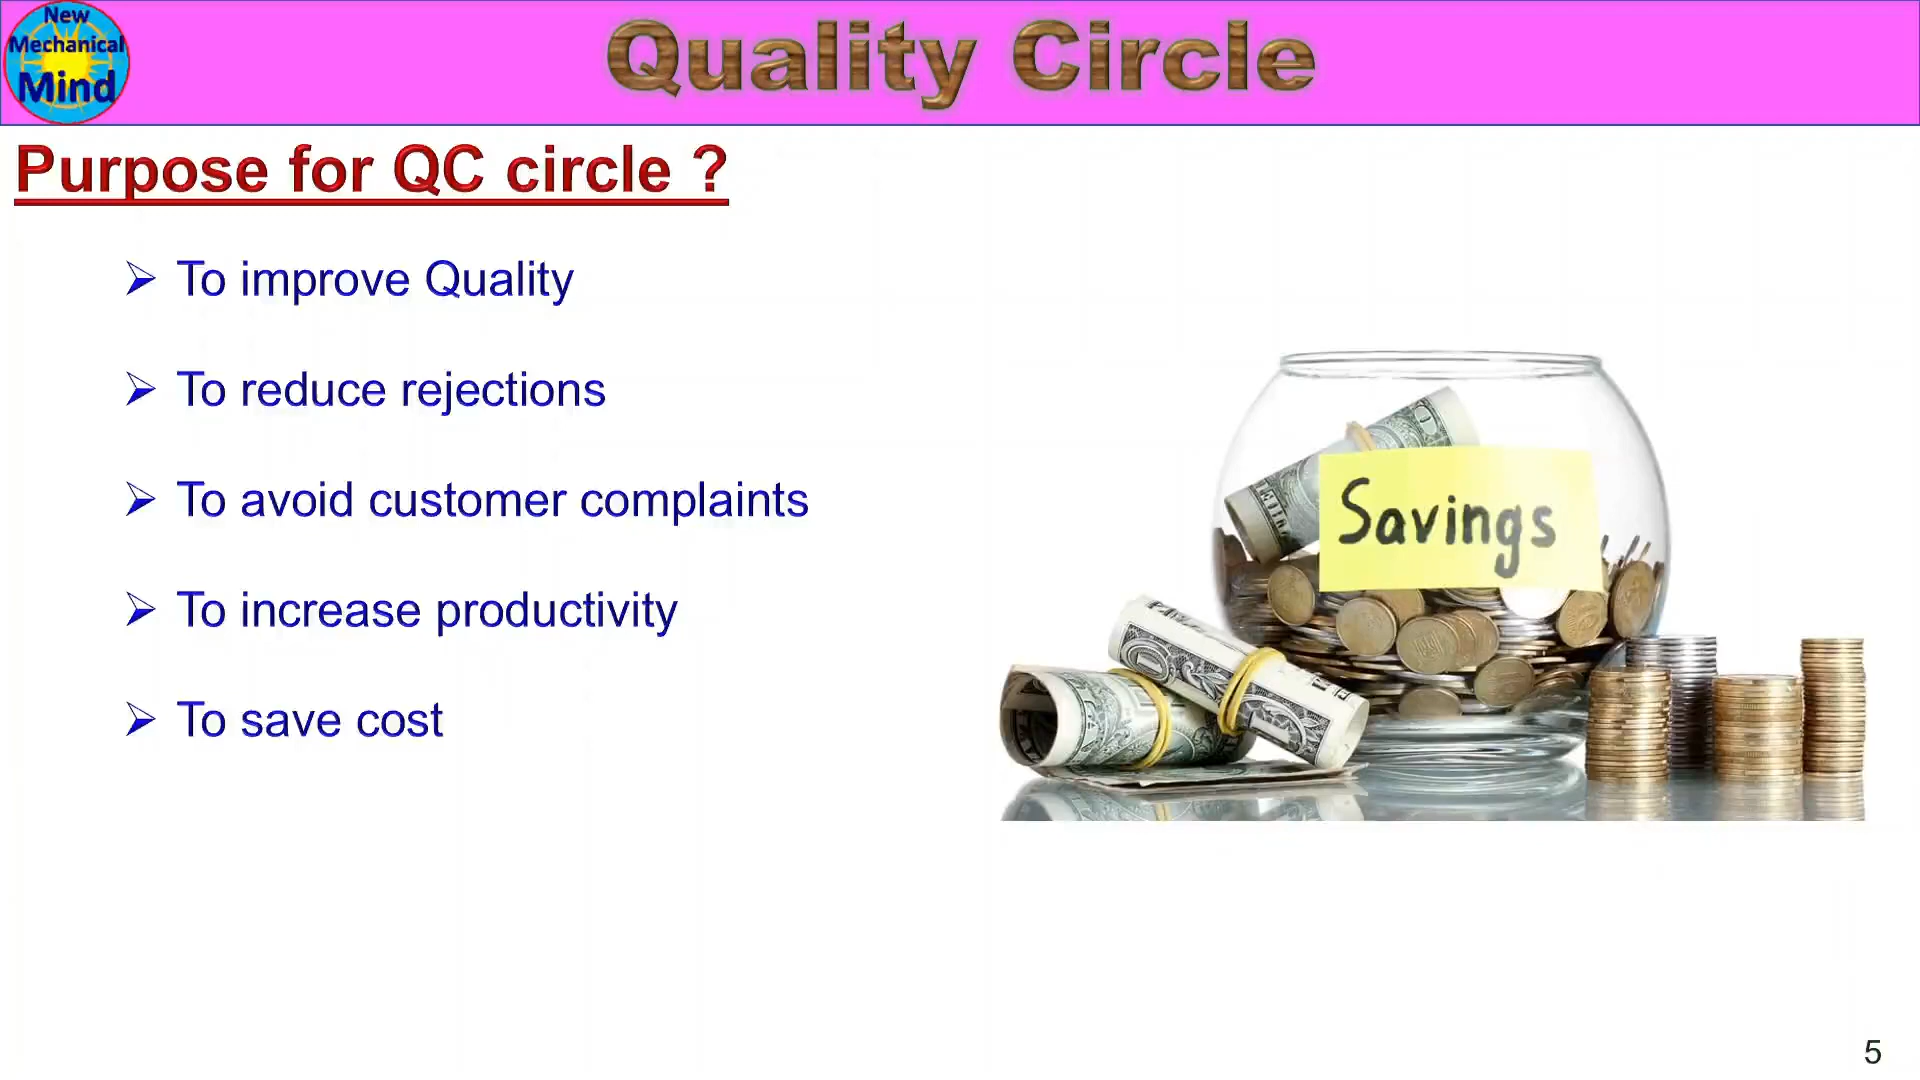 New
Mechanical
Mind
Quality Circle
Purpose for QC circle ?
➢ To improve Quality
➢ To reduce rejections
➢ To avoid customer complaints
➢ To increase productivity
➢ To save cost
Savings
5